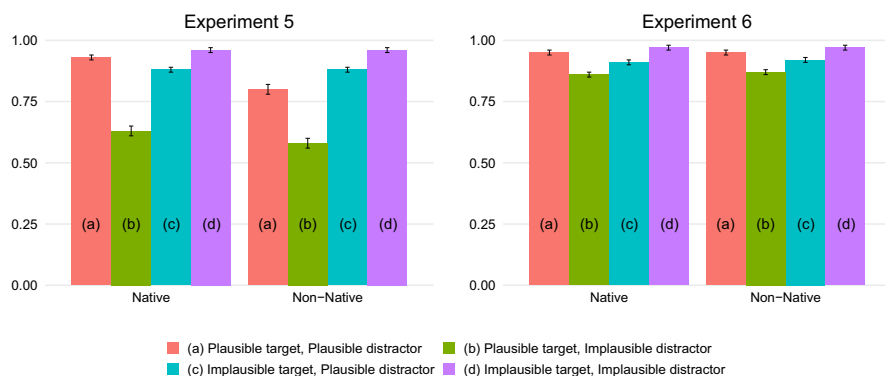 Experiment 5 Experiment 6
1.00 1.00
0.75 0.75
0.50 0.50
0.25 0.25
(a) (b) (c) (d) (a) (b) (c) (d) (a) (b) (c) (d) (a) (b) (c) (d)
0.00 0.00
Native Non−Native Native Non−Native
(a) Plausible target, Plausible distractor (b) Plausible target, Implausible distractor
(c) Implausible target, Plausible distractor (d) Implausible target, Implausible distractor